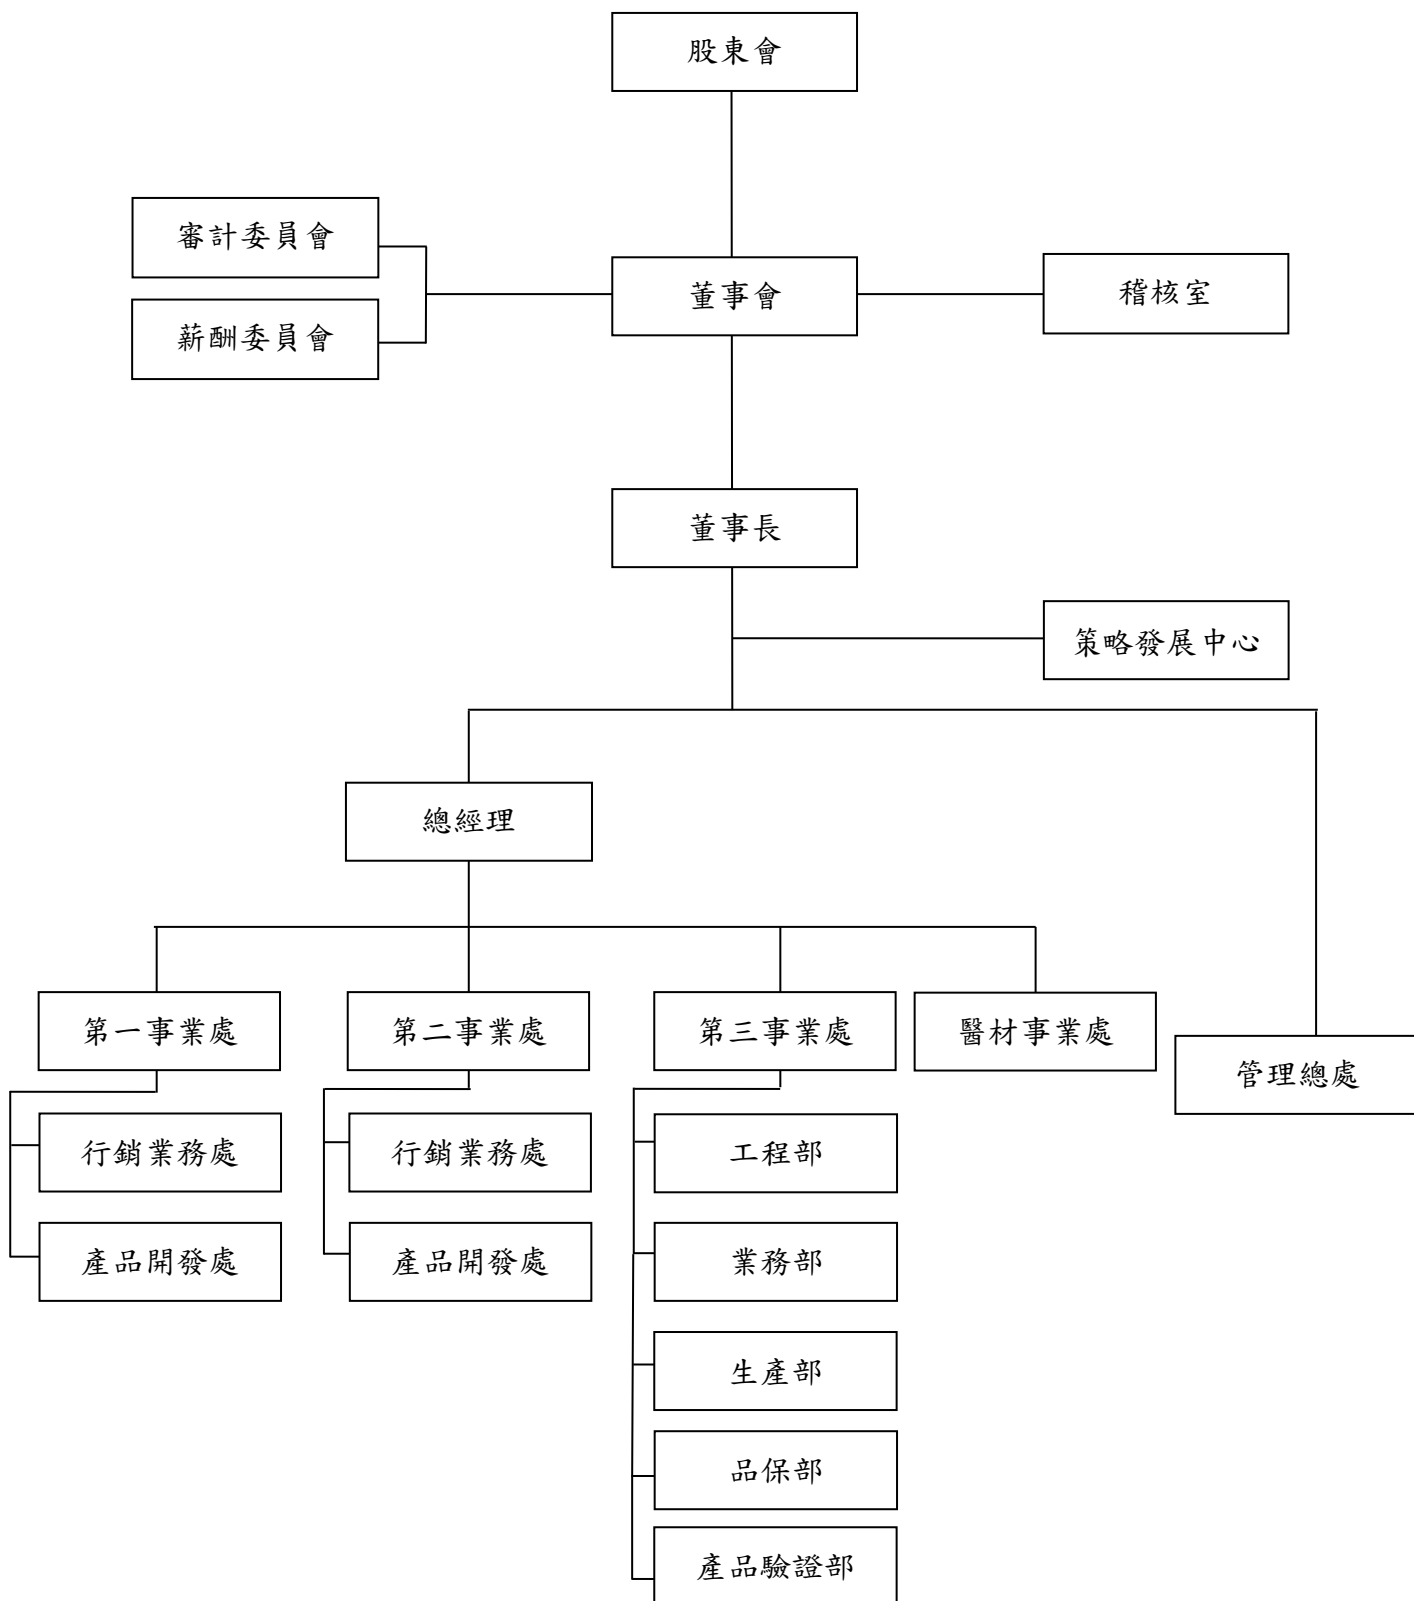 股東會
審計委員會
董事會
稽核室
薪酬委員會
董事長
策略發展中心
總經理
第一事業處
第二事業處
第三事業處
醫材事業處
管理總處
行銷業務處
行銷業務處
工程部
產品開發處
產品開發處
業務部
生產部
品保部
產品驗證部